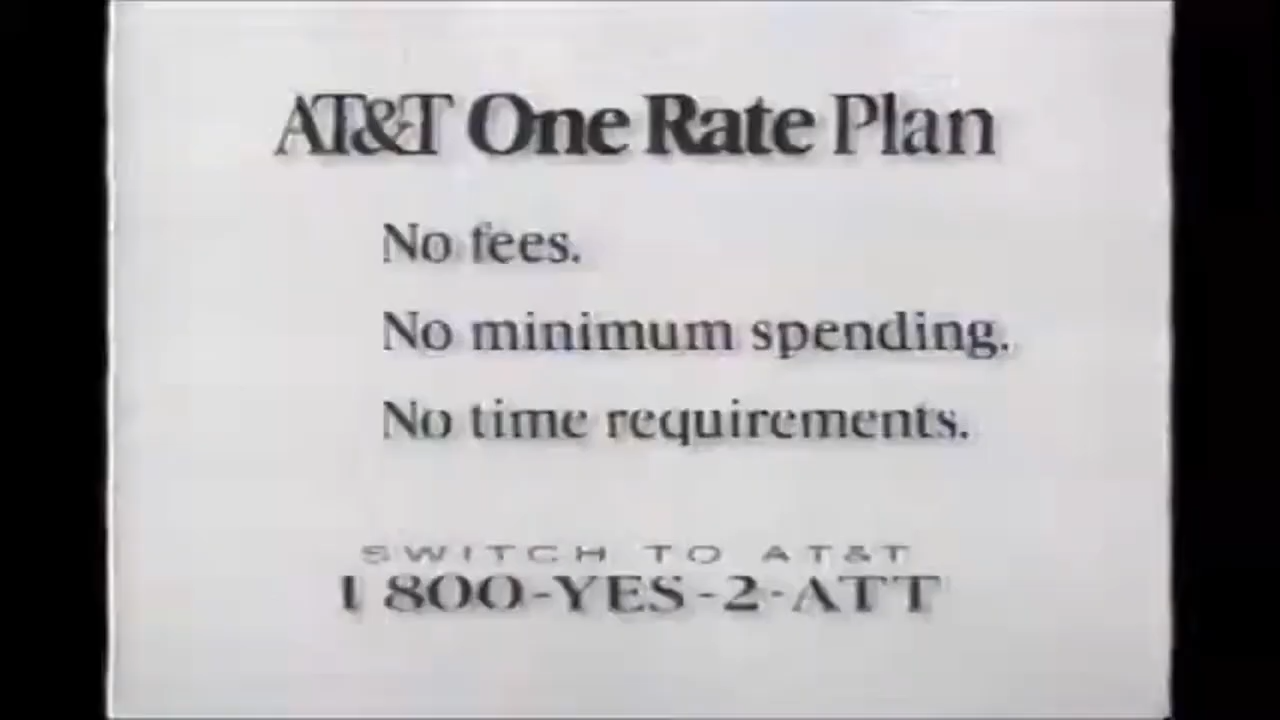 AT&T One Rate Plan
No fees.
No minimum spending.
No time requirements.
SWITCH TO AT&T
1 800-YES-2-ATT